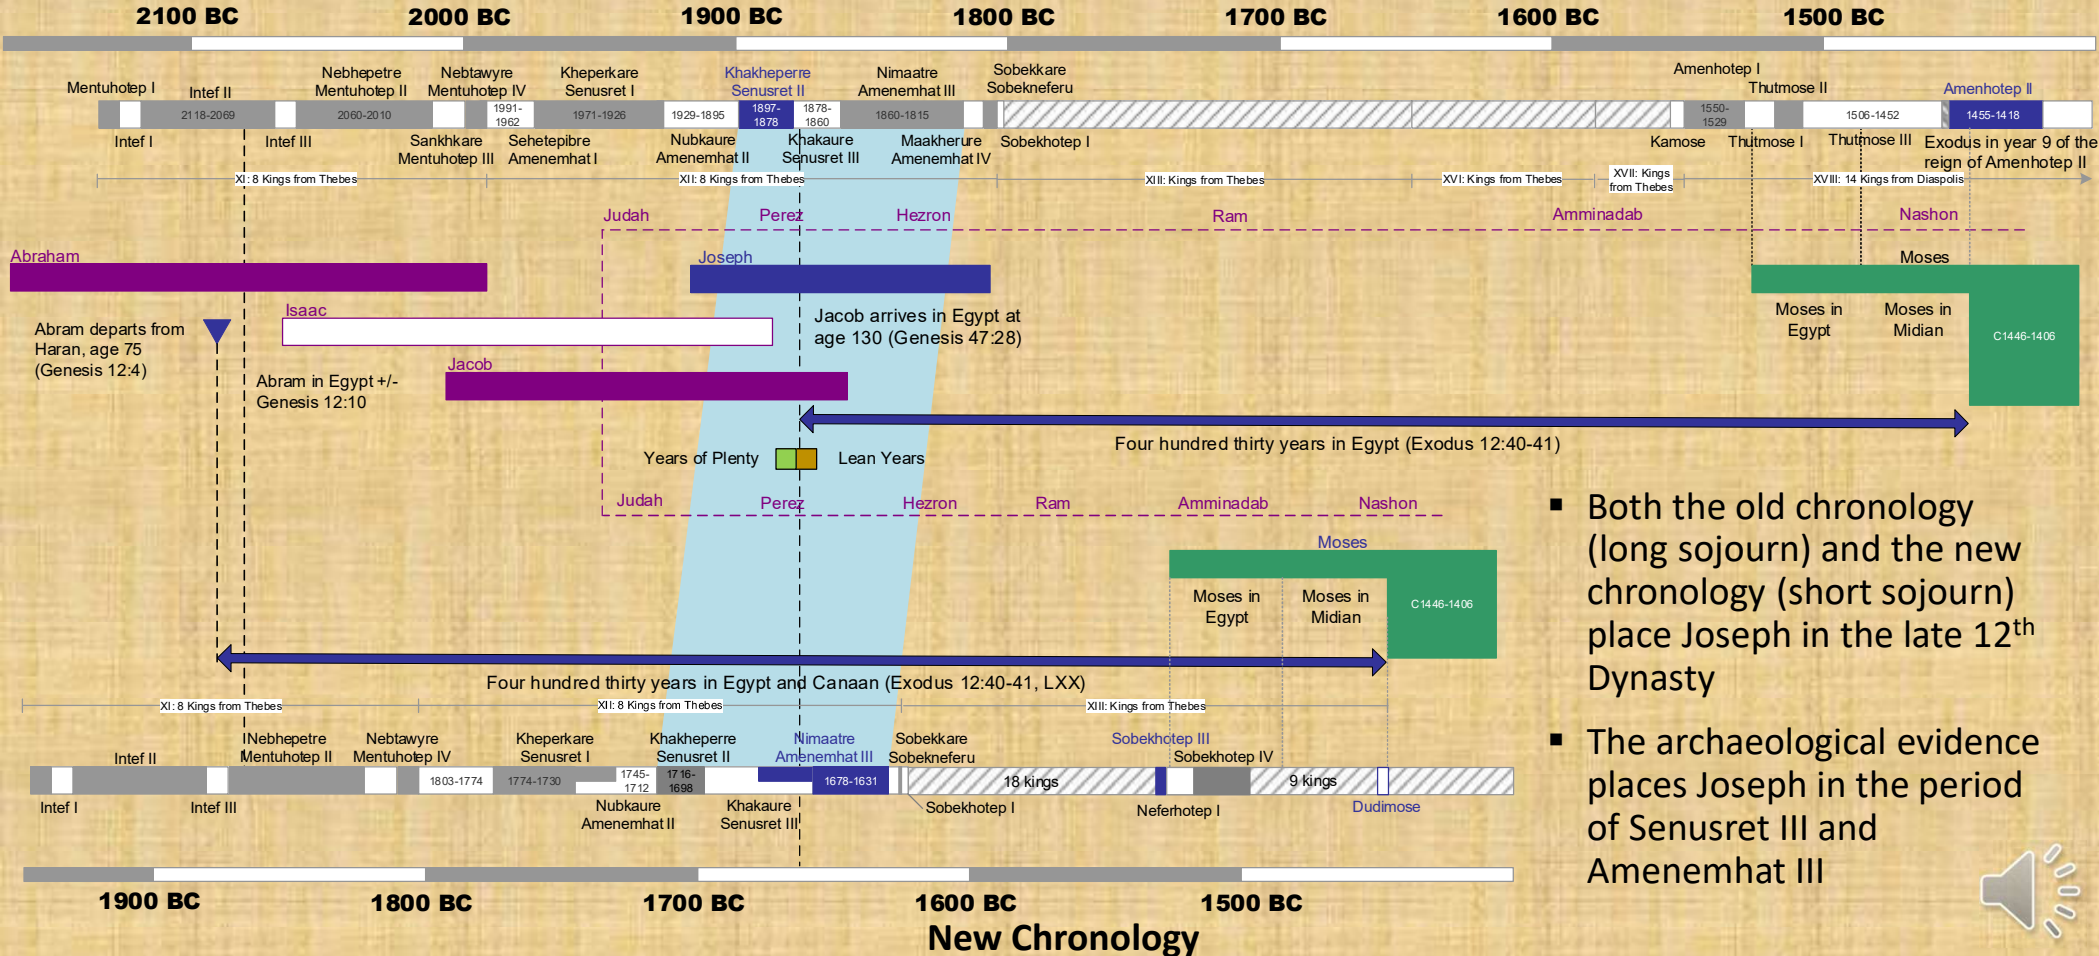 2100 BC
2000 BC
1900 BC
1800 BC
1700 BC
1600 BC
1500 BC
Mentuhotep I
Intef II
Nebhepetre
Mentuhotep II
Nebtawyre
Mentuhotep IV
Kheperkare
Senusret I
Khakheperre
Senusret II
Nimaatre
Amenemhat III
Sobekkare
Sobekneferu
Amenhotep I
Thutmose II
Amenhotep II
2118-2069
2060-2010
1991-
1962
1971-1926
1929-1895
1897-
1878
1878-
1860
1860-1815
1550-
1529
1506-1452
1455-1418
Intef I
Intef III
Sankhkare
Mentuhotep III
Sehetepibre
Amenemhat I
Nubkaure
Amenemhat II
Khakaure
Senusret III
Maakherure
Amenemhat IV
Sobekhotep I
Kamose
Thutmose I
Thutmose III
Exodus in year 9 of the
reign of Amenhotep II
XI: 8 Kings from Thebes
XII: 8 Kings from Thebes
XIII: Kings from Thebes
XVI: Kings from Thebes
XVII: Kings
from Thebes
XVIII: 14 Kings from Diaspolis
Judah
Perez
Hezron
Ram
Amminadab
Nashon
Abraham
Joseph
Moses
Isaac
Abram departs from
Haran, age 75
(Genesis 12:4)
Jacob arrives in Egypt at
age 130 (Genesis 47:28)
Moses in
Egypt
Moses in
Midian
C1446-1406
Jacob
Abram in Egypt +/-
Genesis 12:10
Four hundred thirty years in Egypt (Exodus 12:40-41)
Years of Plenty
Lean Years
Judah
Perez
Hezron
Ram
Amminadab
Nashon
Moses
Moses in
Egypt
Moses in
Midian
C1446-1406
Four hundred thirty years in Egypt and Canaan (Exodus 12:40-41, LXX)
XI: 8 Kings from Thebes
XII: 8 Kings from Thebes
XIII: Kings from Thebes
Intef II
Nebhepetre
Mentuhotep II
Nebtawyre
Mentuhotep IV
Kheperkare
Senusret I
Khakheperre
Senusret II
Nimaatre
Amenemhat III
Sobekkare
Sobekneferu
Sobekhotep III
Sobekhotep IV
1803-1774
1774-1730
1745-
1712
1716-
1698
1678-1631
18 kings
9 kings
Intef I
Intef III
Nubkaure
Amenemhat II
Khakaure
Senusret III
Sobekhotep I
Neferhotep I
Dudimose
1900 BC
1800 BC
1700 BC
1600 BC
1500 BC
New Chronology
▪ Both the old chronology
(long sojourn) and the new
chronology (short sojourn)
place Joseph in the late 12th
Dynasty
▪ The archaeological evidence
places Joseph in the period
of Senusret III and
Amenemhat III